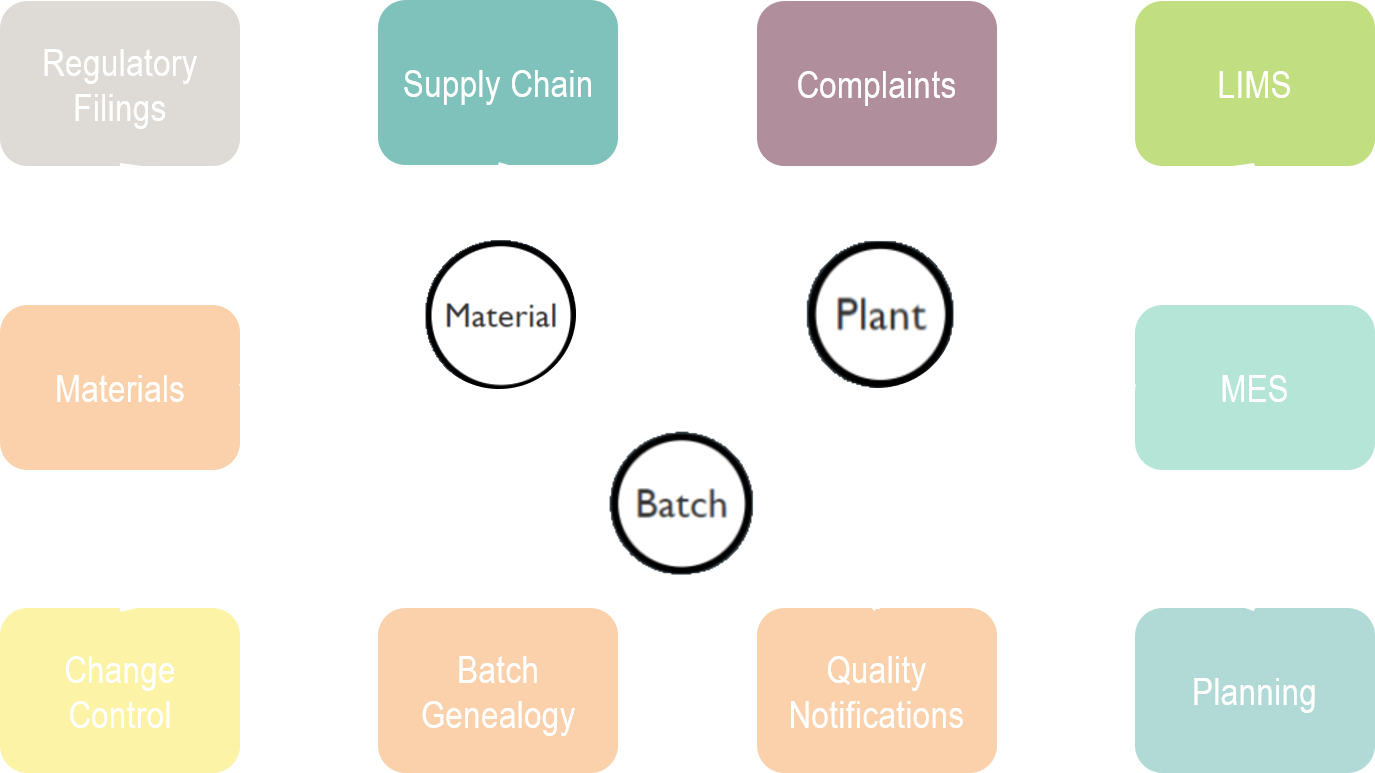 Regulatory
Filings
Supply Chain
Complaints
LIMS
Material
Plant
Materials
MES
Batch
Change
Control
Batch
Genealogy
Quality
Notifications
Planning